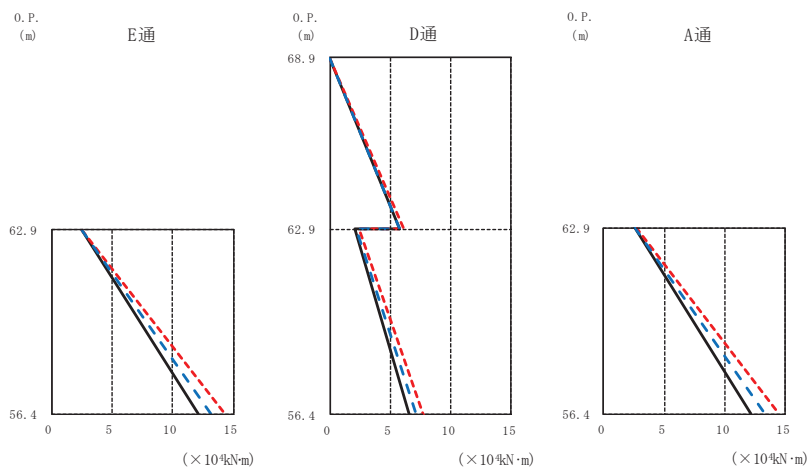 O.P.
(m)
E通
62.9
56.4
0 5 10 15
(×10⁴kN·m)
O.P.
(m)
D通
68.9
62.9
56.4
0 5 10 15
(×10⁴kN·m)
O.P.
(m)
A通
62.9
56.4
0 5 10 15
(×10⁴kN·m)